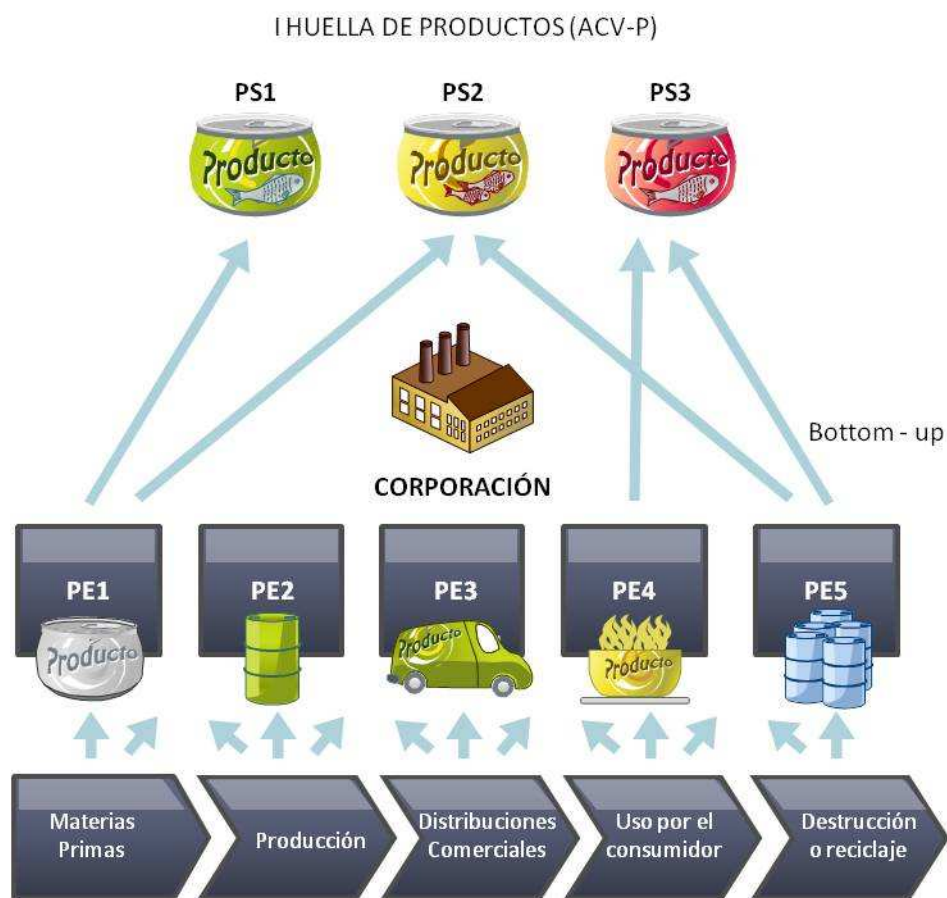 I HUELLA DE PRODUCTOS (ACV-P)
PS1
PS2
PS3
Producto
Producto
Producto
Bottom - up
CORPORACIÓN
PE1
PE2
PE3
PE4
PE5
Producto
Producto
Producto
Materias
Primas
Producción
Distribuciones
Comerciales
Uso por el
consumidor
Destrucción
o reciclaje